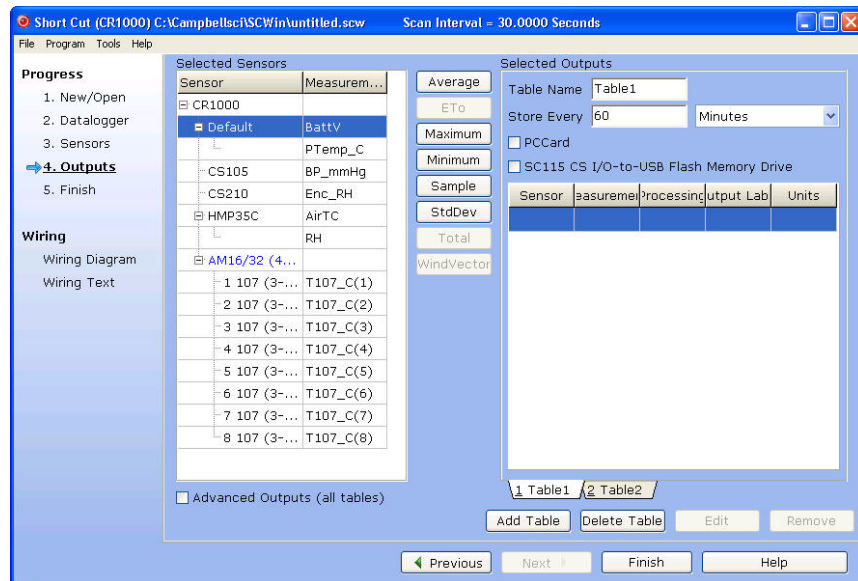 Short Cut (CR1000) C:\Campbellsci\SCWin\untitled.scw Scan Interval = 30.0000 Seconds
File Program Tools Help
Progress
1. New/Open
2. Datalogger
3. Sensors
4. Outputs
5. Finish
Wiring
Wiring Diagram
Wiring Text
Selected Sensors
Sensor Measurem...
CR1000
Default BattV
PTemp_C
CS105 BP_mmHg
CS210 Enc_RH
HMP35C AirTC
RH
AM16/32 (4...
1 107 (3-... T107_C(1)
2 107 (3-... T107_C(2)
3 107 (3-... T107_C(3)
4 107 (3-... T107_C(4)
5 107 (3-... T107_C(5)
6 107 (3-... T107_C(6)
7 107 (3-... T107_C(7)
8 107 (3-... T107_C(8)
Advanced Outputs (all tables)
Average
ETo
Maximum
Minimum
Sample
StdDev
Total
WindVector
Selected Outputs
Table Name Table1
Store Every 60 Minutes
PCCard
SC115 CS I/O-to-USB Flash Memory Drive
Sensor easuremen Processing utput Lab Units
1 Table1 2 Table2
Add Table Delete Table Edit Remove
Previous Next Finish Help